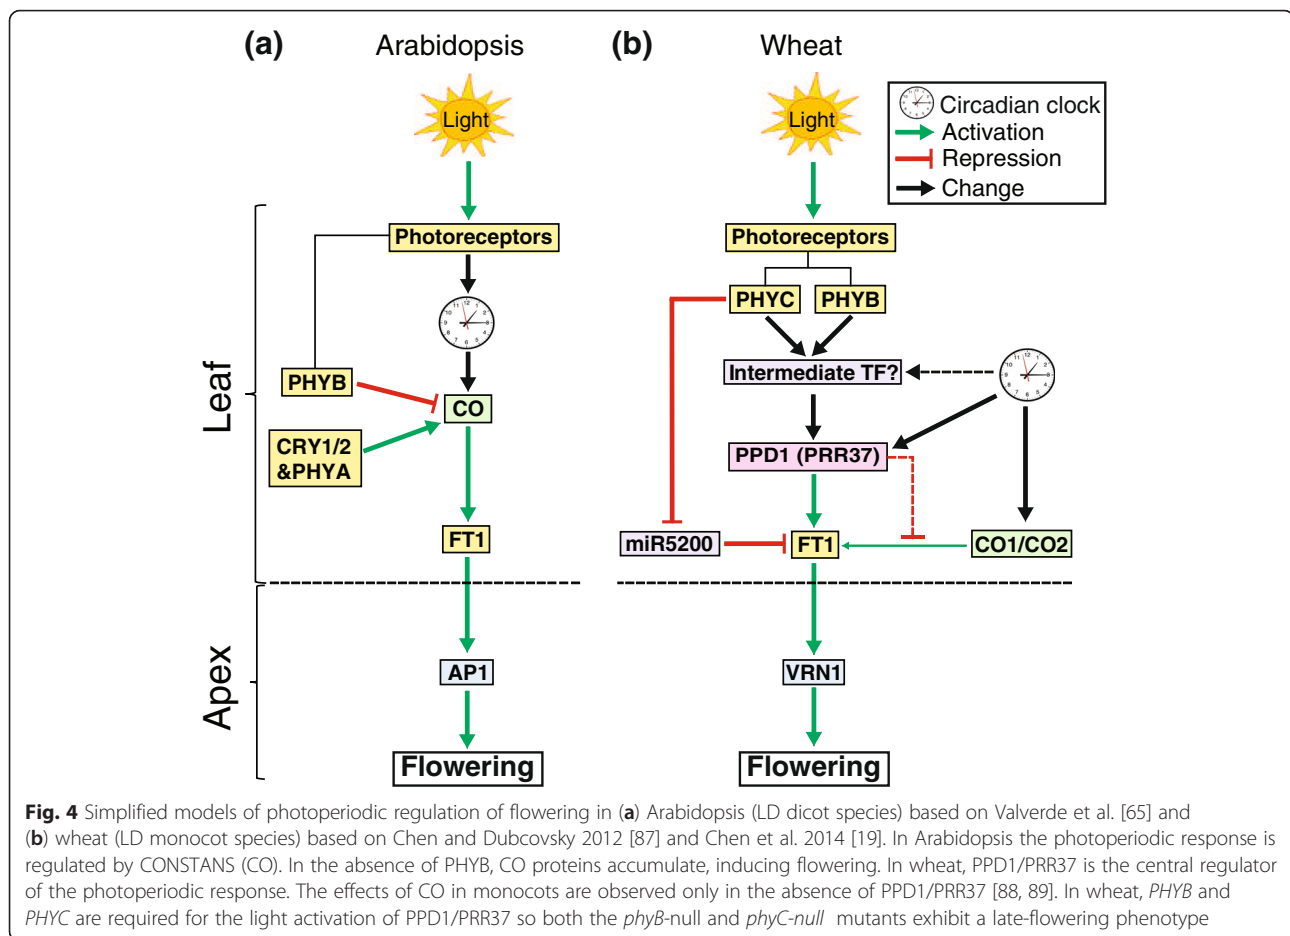 (a) Arabidopsis
Light
Photoreceptors
PHYB
CO
CRY1/2
&PHYA
FT1
AP1
Flowering
Leaf
Apex
(b) Wheat
Light
Circadian clock
Activation
Repression
Change
Photoreceptors
PHYC PHYB
Intermediate TF?
PPD1 (PRR37)
miR5200 FT1 CO1/CO2
VRN1
Flowering
Fig. 4 Simplified models of photoperiodic regulation of flowering in (a) Arabidopsis (LD dicot species) based on Valverde et al. [65] and
(b) wheat (LD monocot species) based on Chen and Dubcovsky 2012 [87] and Chen et al. 2014 [19]. In Arabidopsis the photoperiodic response is
regulated by CONSTANS (CO). In the absence of PHYB, CO proteins accumulate, inducing flowering. In wheat, PPD1/PRR37 is the central regulator
of the photoperiodic response. The effects of CO in monocots are observed only in the absence of PPD1/PRR37 [88, 89]. In wheat, PHYB and
PHYC are required for the light activation of PPD1/PRR37 so both the phyB-null and phyC-null mutants exhibit a late-flowering phenotype